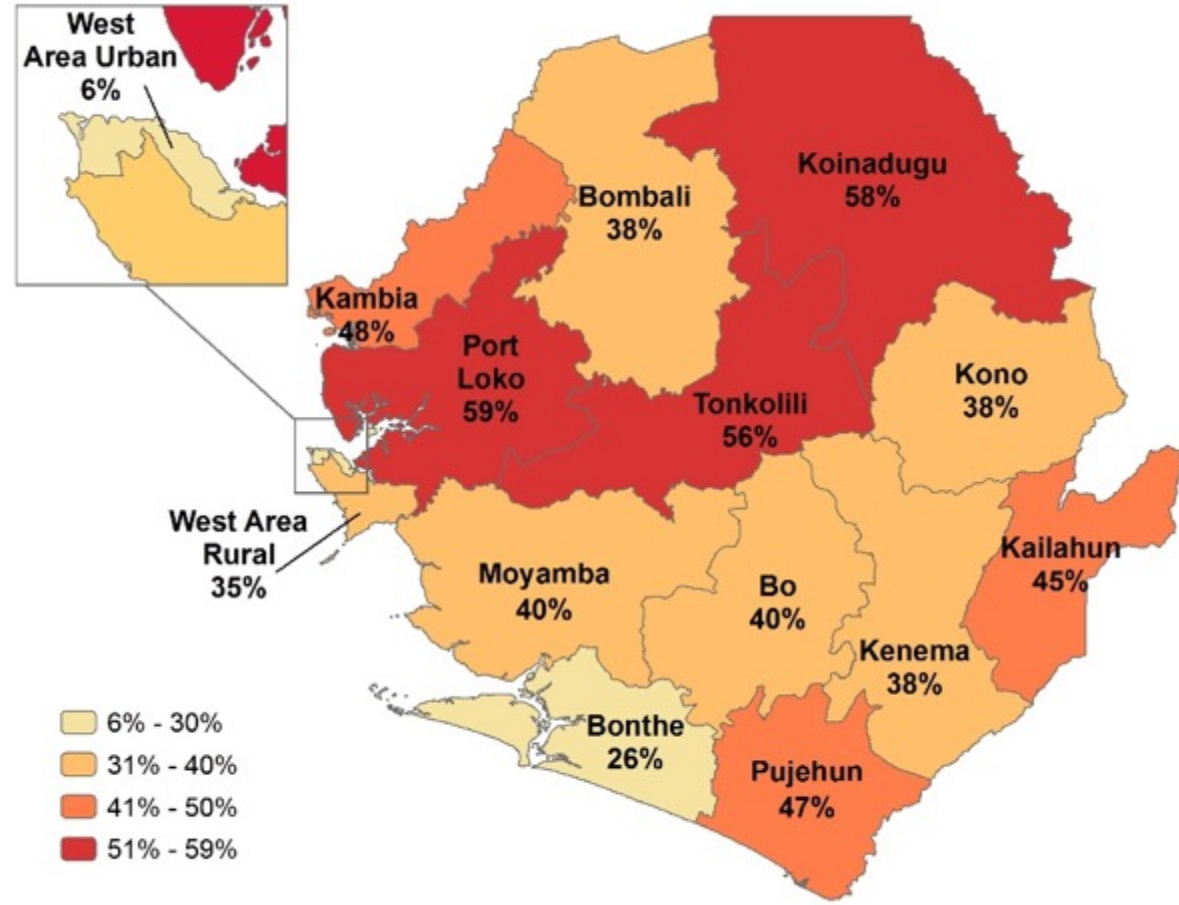 West
Area Urban
6%
Koinadugu
58%
Bombali
38%
Kambia
48%
Port
Loko
59%
Kono
38%
Tonkolili
56%
West Area
Rural
35%
Moyamba
40%
Bo
40%
Kailahun
45%
Kenema
38%
Bonthe
26%
Pujehun
47%
6% - 30%
31% - 40%
41% - 50%
51% - 59%